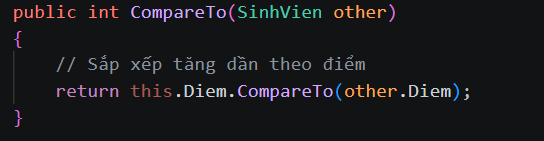 public int CompareTo(SinhVien other)
{
    // Sắp xếp tăng dần theo điểm
    return this.Diem.CompareTo(other.Diem);
}